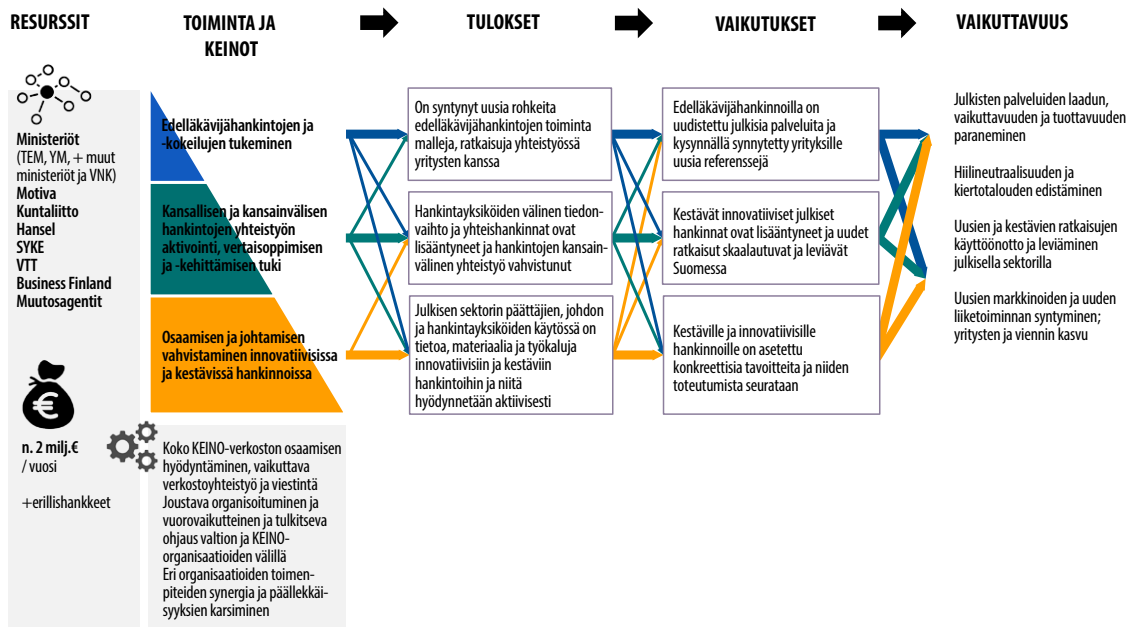 RESURSSIT
TOIMINTA JA
KEINOT
TULOKSET
VAIKUTUKSET
VAIKUTTAVUUS
Ministeriöt
(TEM, YM, + muut
ministeriöt ja VNK)
Motiva
Kuntaliitto
Hansel
SYKE
VTT
Business Finland
Muutosagentit
€
n. 2 milj.€
/ vuosi
+erillishankkeet
Edelläkävijähankintojen ja
-kokeilujen tukeminen
Kansallisen ja kansainvälisen
hankintojen yhteistyön
aktivointi, vertaisoppimisen
ja -kehittämisen tuki
Osaamisen ja johtamisen
vahvistaminen innovatiivisissa
ja kestävissä hankinnoissa
Koko KEINO-verkoston osaamisen
hyödyntäminen, vaikuttava
verkostoyhteistyö ja viestintä
Joustava organisoituminen ja
vuorovaikutteinen ja tulkitseva
ohjaus valtion ja KEINO-
organisaatioiden välillä
Eri organisaatioiden toimen-
piteiden synergia ja päällekkäi-
syyksien karsiminen
On syntynyt uusia rohkeita
edelläkävijähankintojen toiminta
malleja, ratkaisuja yhteistyössä
yritysten kanssa
Hankintayksiköiden välinen tiedon-
vaihto ja yhteishankinnat ovat
lisääntyneet ja hankintojen kansain-
välinen yhteistyö vahvistunut
Julkisen sektorin päättäjien, johdon
ja hankintayksiköiden käytössä on
tietoa, materiaalia ja työkaluja
innovatiivisiin ja kestäviin
hankintoihin ja niitä
hyödynnetään aktiivisesti
Edelläkävijähankinnoilla on
uudistettu julkisia palveluita ja
kysynnällä synnytetty yrityksille
uusia referenssejä
Kestävät innovatiiviset julkiset
hankinnat ovat lisääntyneet ja uudet
ratkaisut skaalautuvat ja leviävät
Suomessa
Kestäville ja innovatiivisille
hankinnoille on asetettu
konkreettisia tavoitteita ja niiden
toteutumista seurataan
Julkisten palveluiden laadun,
vaikuttavuuden ja tuottavuuden
paraneminen
Hiilineutraalisuuden ja
kiertotalouden edistäminen
Uusien ja kestävien ratkaisujen
käyttöönotto ja leviäminen
julkisella sektorilla
Uusien markkinoiden ja uuden
liiketoiminnan syntyminen;
yritysten ja viennin kasvu